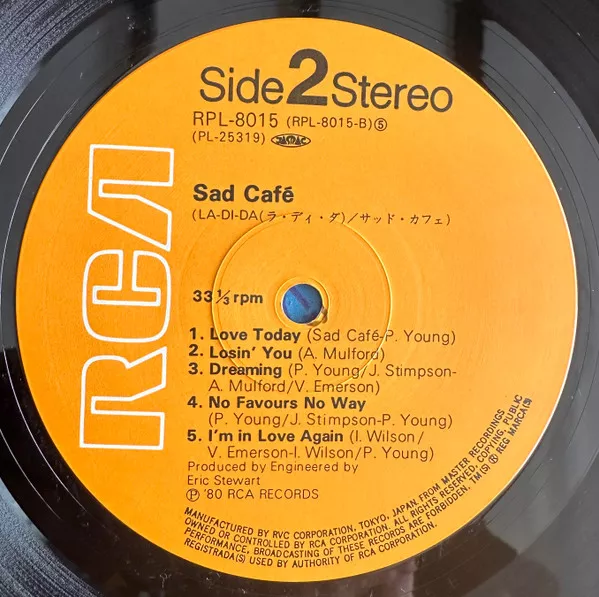 Side 2 Stereo
RPL-8015 (RPL-8015-B)⑤
(PL-25319) JASRAC
RCA
Sad Café
(LA-DI-DA(ラ・ディ・ダ)/サッド・カフェ)
33 1/3 rpm
1. Love Today (Sad Café-P. Young)
2. Losin' You (A. Mulford)
3. Dreaming (P. Young/J. Stimpson-
A. Mulford/V. Emerson)
4. No Favours No Way
(P. Young/J. Stimpson-P. Young)
5. I'm in Love Again (I. Wilson/
V. Emerson-I. Wilson/P. Young)
Produced by Engineered by
Eric Stewart
Ⓟ '80 RCA RECORDS
MANUFACTURED BY RVC CORPORATION, TOKYO, JAPAN, FROM MASTER RECORDINGS
OWNED OR CONTROLLED BY RCA CORPORATION. ALL RIGHTS RESERVED, COPYING, PUBLIC
PERFORMANCE, BROADCASTING OF THESE RECORDS ARE FORBIDDEN. TM(S) ® REG MARCA(S)
REGISTRADA(S) USED BY AUTHORITY OF RCA CORPORATION.